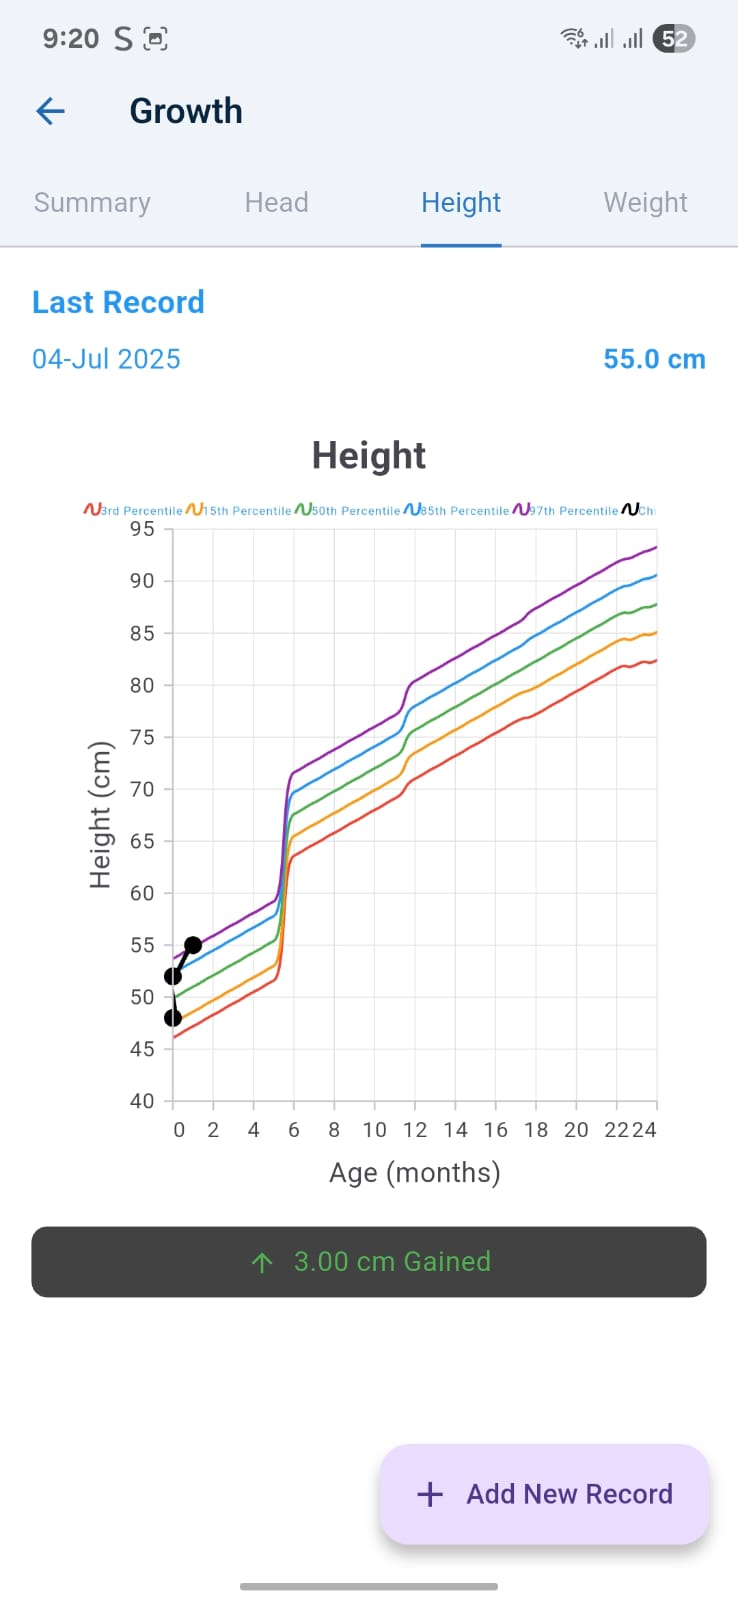 9:20 S 52
Growth
Summary Head Height Weight
Last Record
04-Jul 2025 55.0 cm
Height
3rd Percentile 15th Percentile 50th Percentile 85th Percentile 97th Percentile Chi
95
90
85
80
75
70
65
60
55
50
45
40
Height (cm)
0 2 4 6 8 10 12 14 16 18 20 22 24
Age (months)
↑ 3.00 cm Gained
+ Add New Record